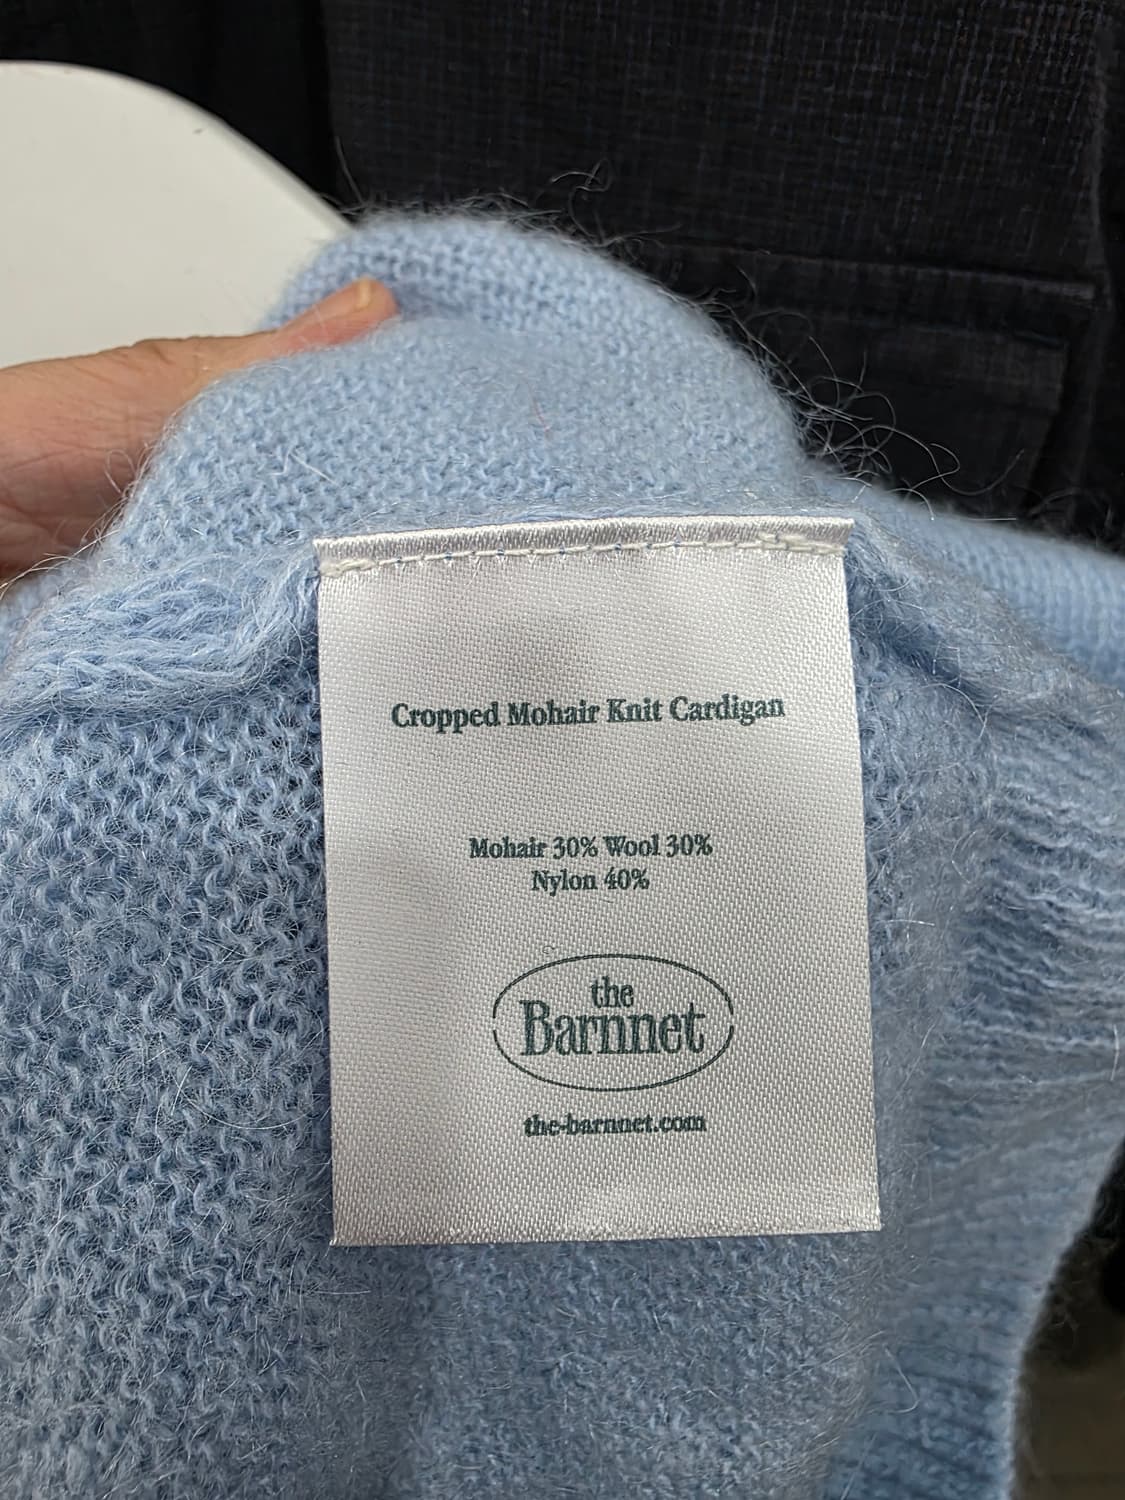 Cropped Mohair Knit Cardigan
Mohair 30% Wool 30%
Nylon 40%
the
Barnnet
the-barnnet.com